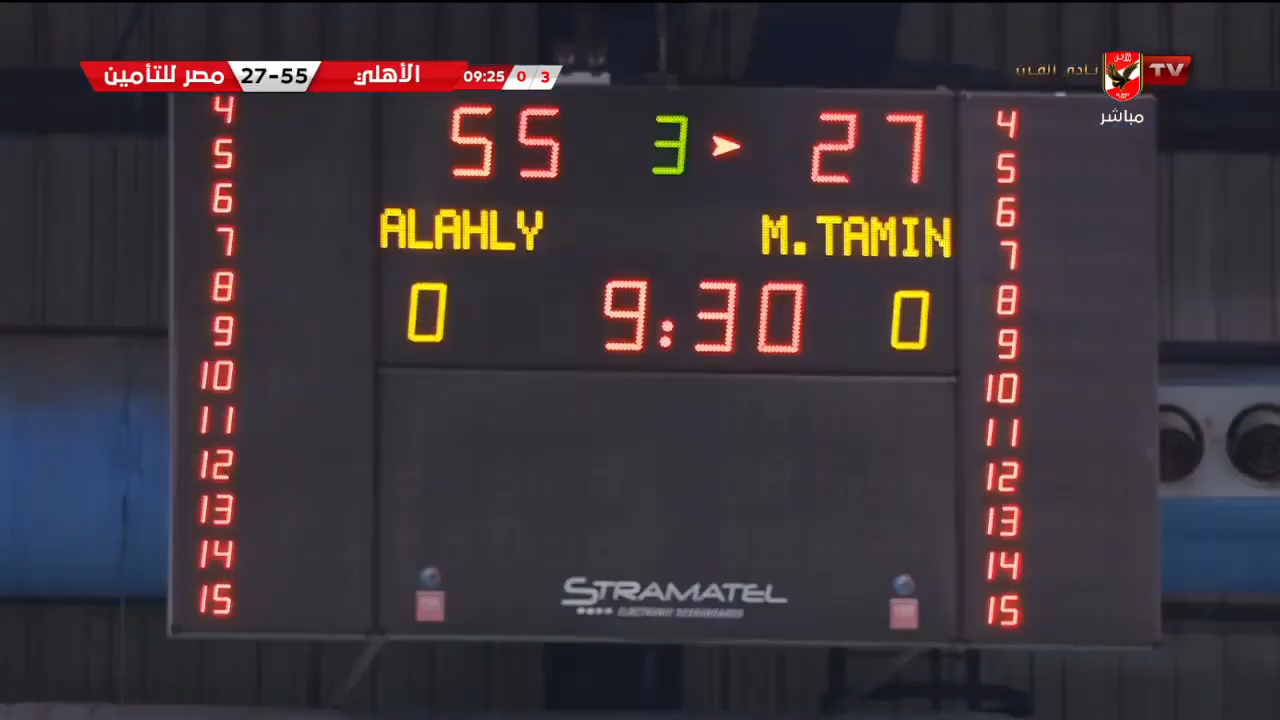 مصر للتأمين 27-55 الأهلي 09:25 0 3
نادي القرن TV
مباشر
55 3 27
ALAHLY M.TAMIN
0 9:30 0
4 4
5 5
6 6
7 7
8 8
9 9
10 10
11 11
12 12
13 13
14 14
15 15
STRAMATEL